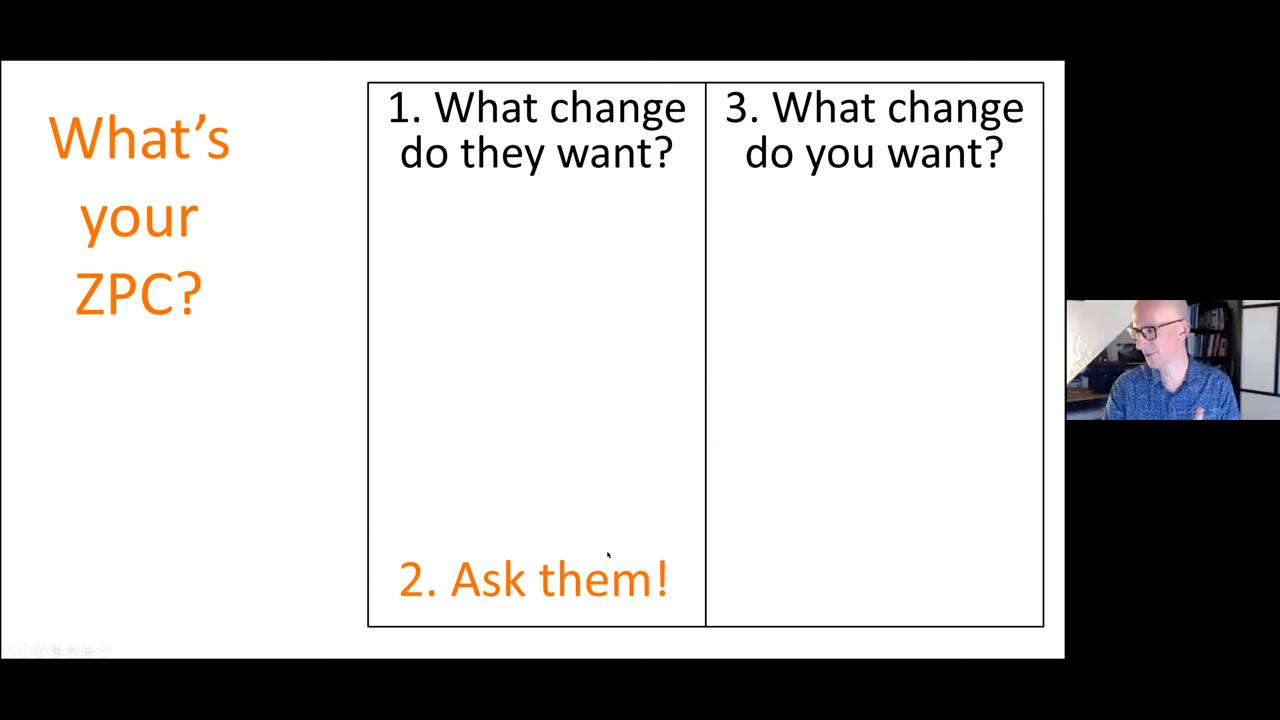 What’s
your
ZPC?
1. What change
do they want?
2. Ask them!
3. What change
do you want?